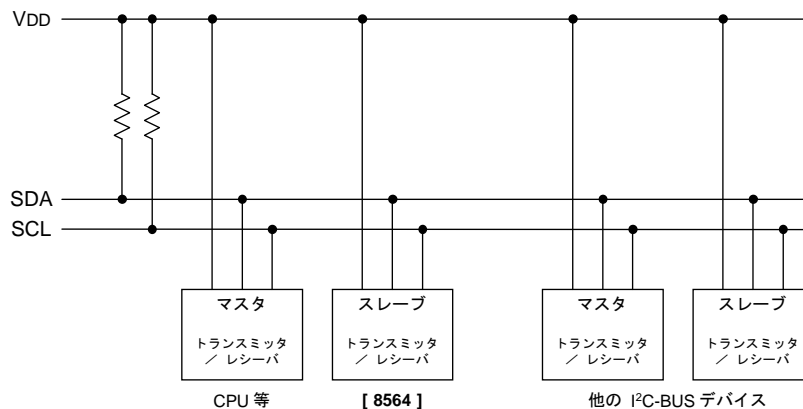 VDD
SDA
SCL
マスタ
トランスミッタ
／ レシーバ
スレーブ
トランスミッタ
／ レシーバ
マスタ
トランスミッタ
／ レシーバ
スレーブ
トランスミッタ
／ レシーバ
CPU 等
[ 8564 ]
他の I²C-BUS デバイス